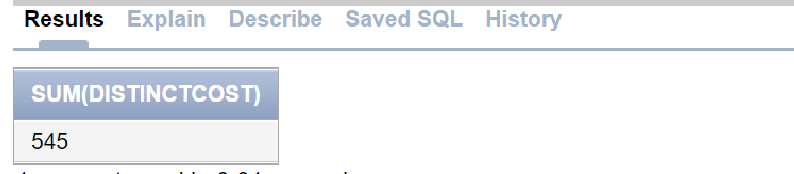 Results Explain Describe Saved SQL History
SUM(DISTINCTCOST)
545